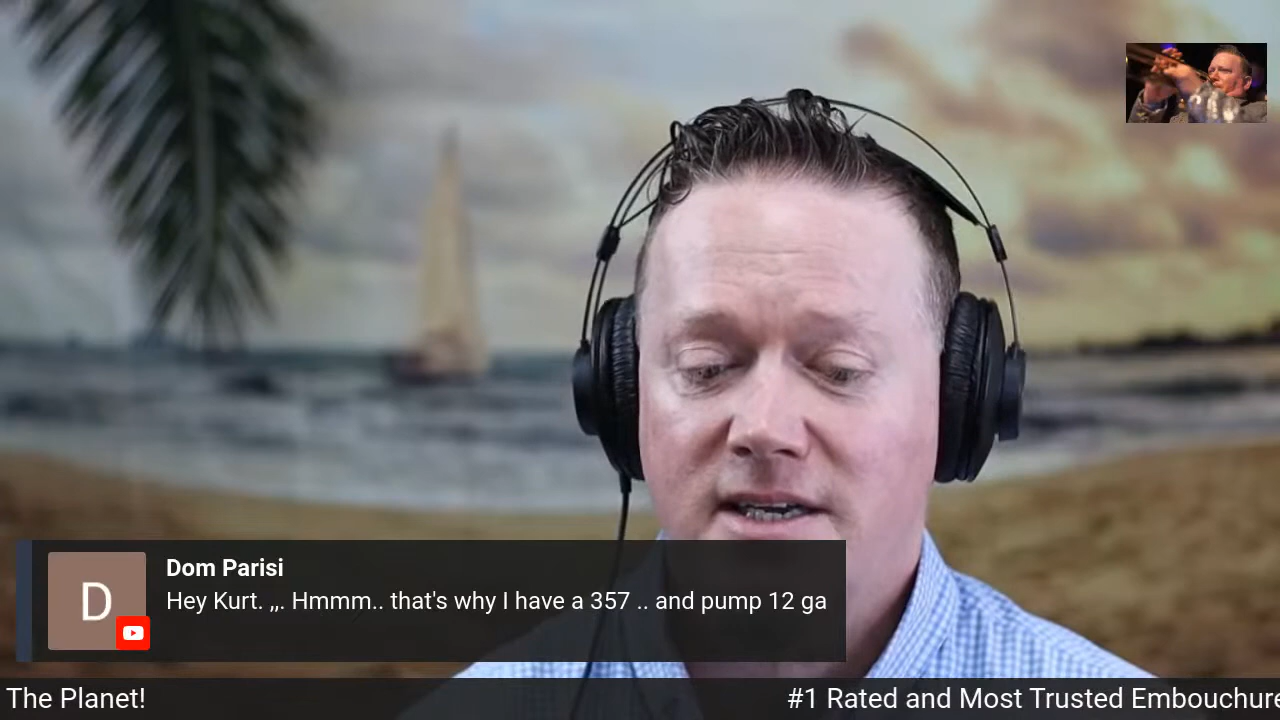 D
Dom Parisi
Hey Kurt. ,,. Hmmm.. that's why I have a 357 .. and pump 12 ga
The Planet!
#1 Rated and Most Trusted Embouchure